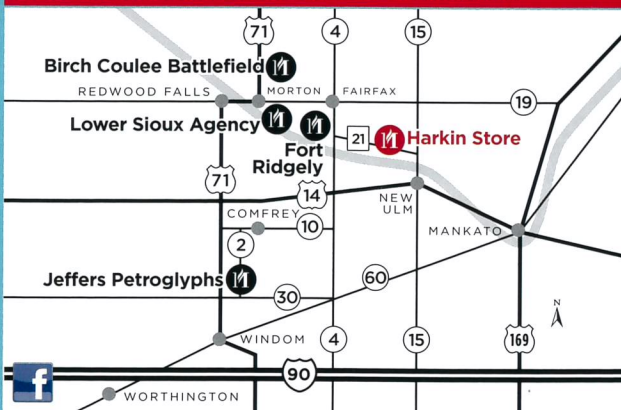 71
4
15
Birch Coulee Battlefield
REDWOOD FALLS
MORTON
FAIRFAX
19
Lower Sioux Agency
Fort
Ridgely
21
Harkin Store
71
14
NEW
ULM
COMFREY
10
MANKATO
2
Jeffers Petroglyphs
60
30
N
WINDOM
4
15
169
90
f
WORTHINGTON